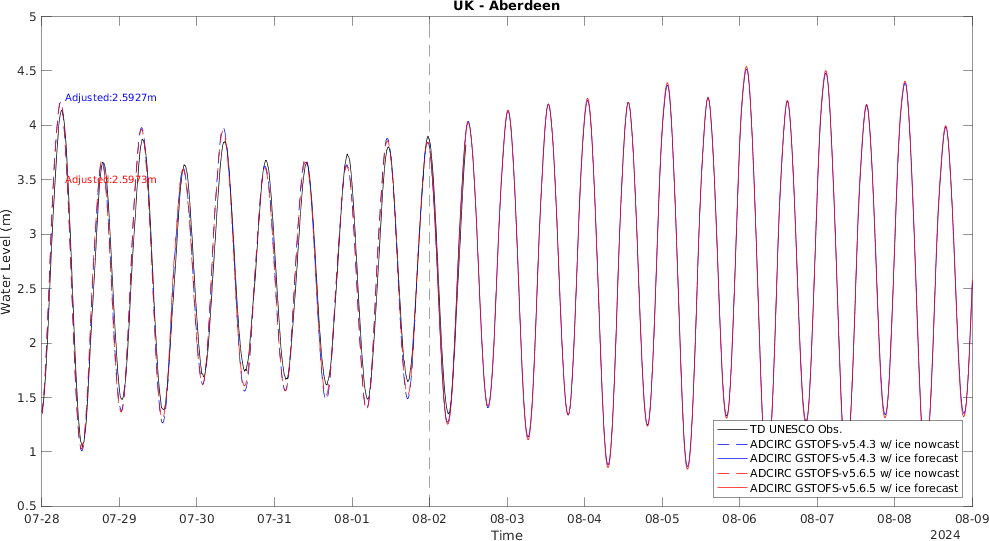 UK - Aberdeen
5
4.5
4
3.5
3
2.5
2
1.5
1
0.5
Water Level (m)
Adjusted:2.5927m
Adjusted:2.5973m
TD UNESCO Obs.
ADCIRC GSTOFS-v5.4.3 w/ ice nowcast
ADCIRC GSTOFS-v5.4.3 w/ ice forecast
ADCIRC GSTOFS-v5.6.5 w/ ice nowcast
ADCIRC GSTOFS-v5.6.5 w/ ice forecast
07-28 07-29 07-30 07-31 08-01 08-02 08-03 08-04 08-05 08-06 08-07 08-08 08-09
Time
2024